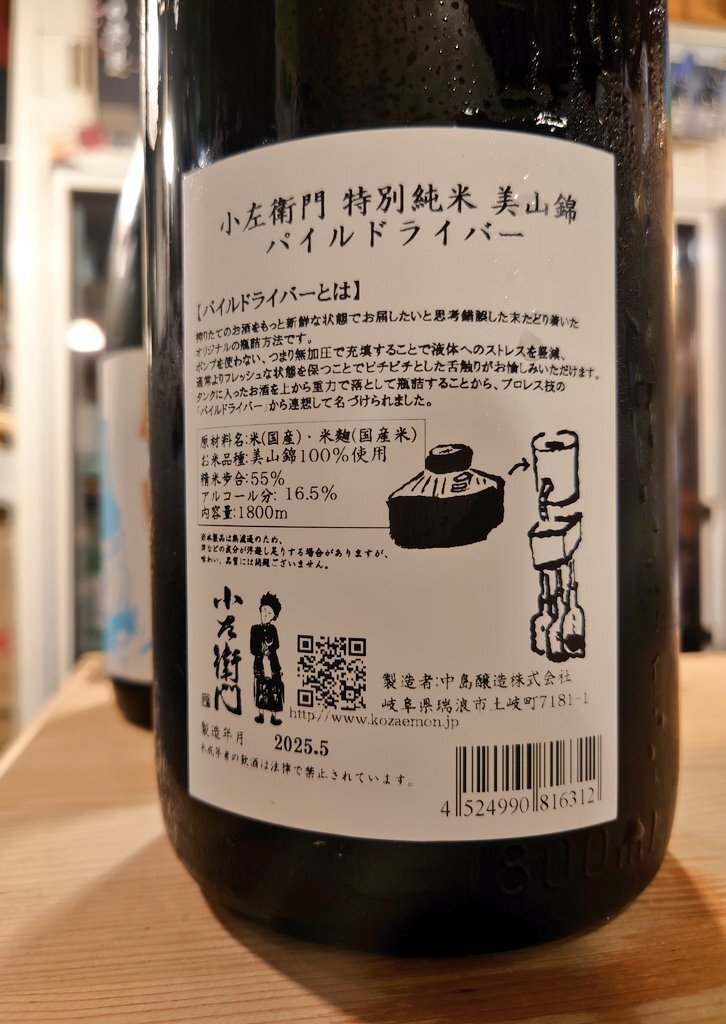 小左衛門 特別純米 美山錦
パイルドライバー
【パイルドライバーとは】
搾りたてのお酒をもっと新鮮な状態でお届したいと思考錯誤した末たどり着いた
オリジナルの瓶詰方法です。
ポンプを使わない、つまり無加圧で充填することで液体へのストレスを軽減、
通常よりフレッシュな状態を保つことでピチピチとした舌触りがお愉しみいただけます。
タンクに入ったお酒を上から重力で落として瓶詰することから、プロレス技の
「パイルドライバー」から連想して名づけられました。
原材料名:米(国産)・米麹(国産米)
お米品種:美山錦100%使用
精米歩合:55%
アルコール分: 16.5%
内容量:1800m
※本製品は無濾過のため、
滓などの成分が浮遊し足りする場合がありますが、
味わい、品質には問題ございません。
小左衛門
製造者:中島醸造株式会社
岐阜県瑞浪市土岐町7181-1
http://www.kozaemon.jp
製造年月 2025.5
未成年者の飲酒は法律で禁止されています。
4 524990 816312
1800ml